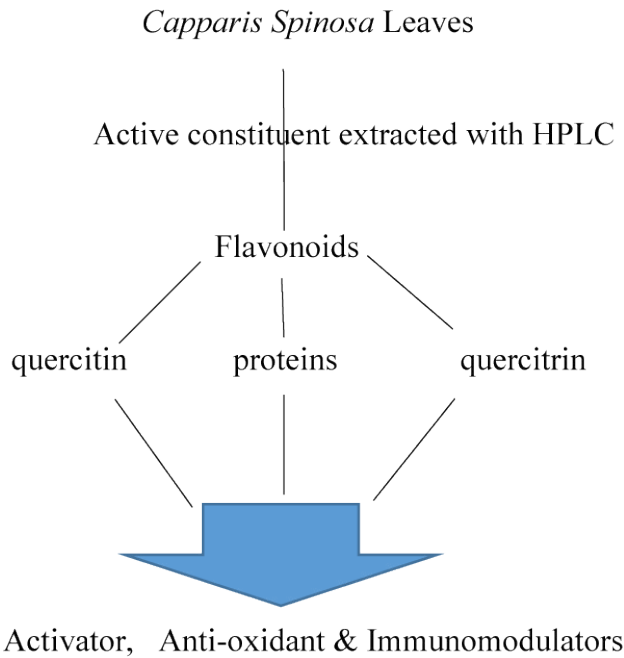 Capparis Spinosa Leaves
Active constituent extracted with HPLC
Flavonoids
quercitin proteins quercitrin
Activator, Anti-oxidant & Immunomodulators